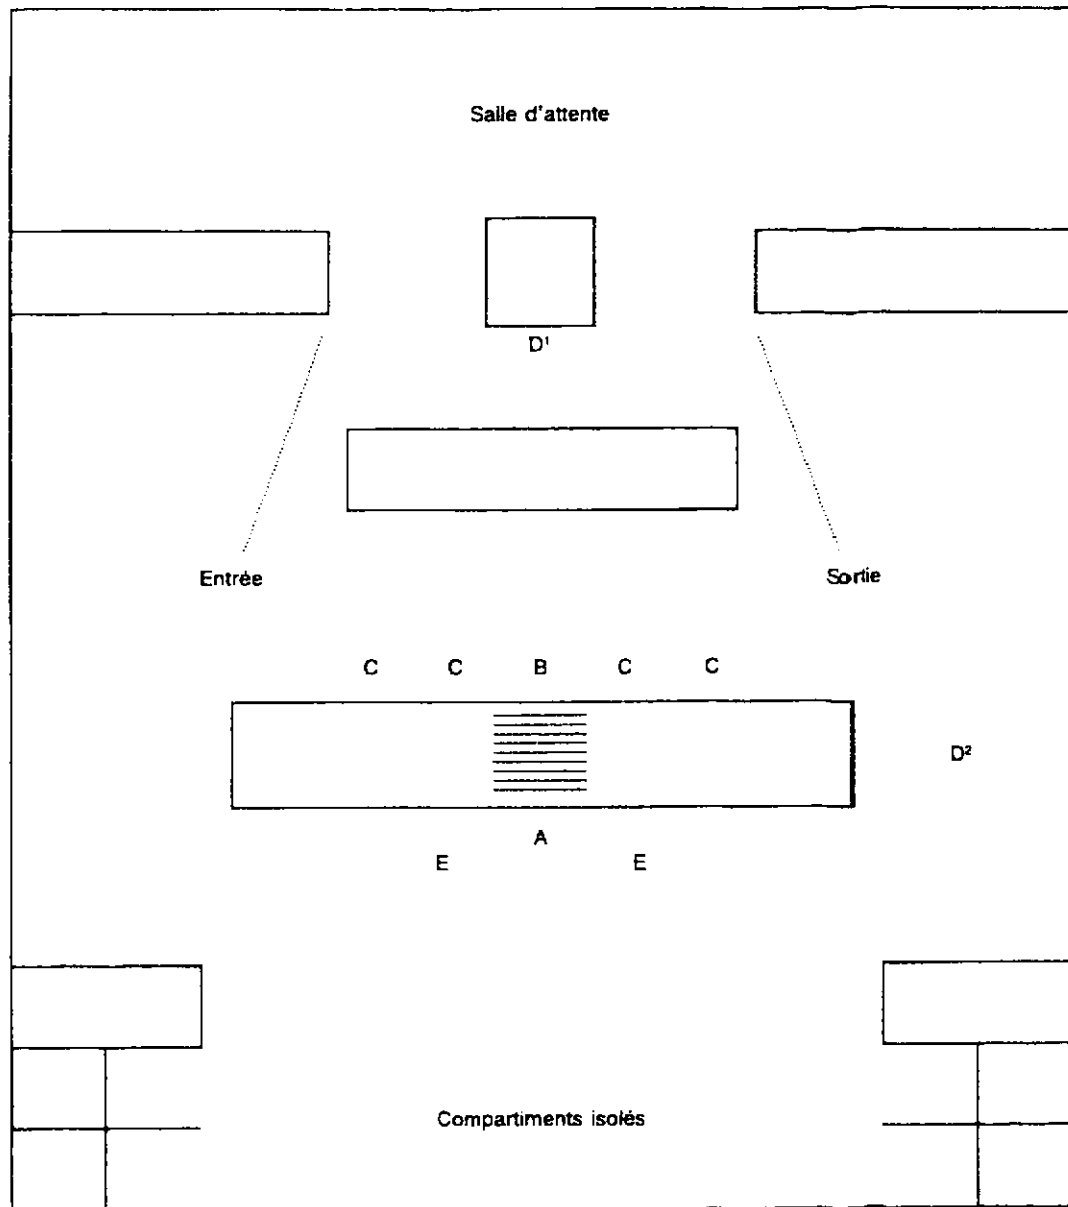 Salle d'attente
D¹
Entrée
Sortie
C C B C C
D²
A
E E
Compartiments isolés